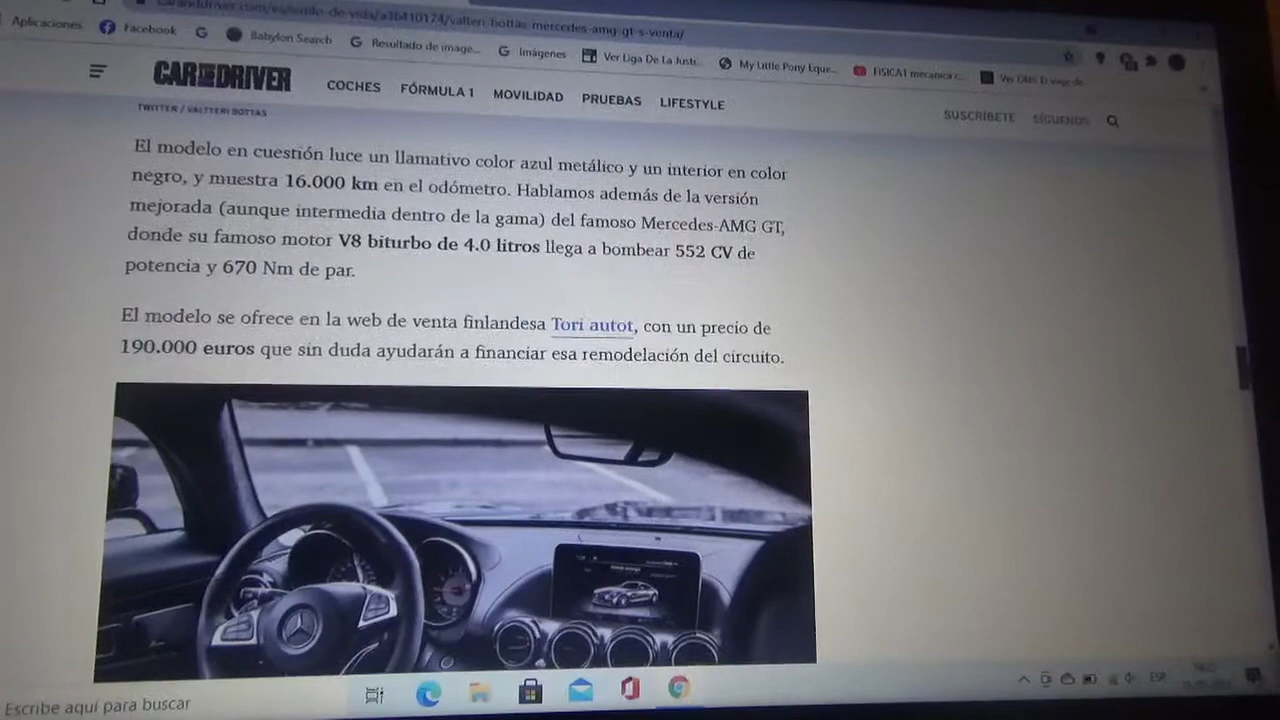 caranddriver.com/es/estilo-de-vida/a36410174/valteri-bottas-mercedes-amg-gt-s-venta/
Aplicaciones Facebook Babylon Search Resultado de image... Imágenes Ver Liga De La Justi... My Little Pony Eque... FISICA1 mecanica c...
CAR AND DRIVER COCHES FÓRMULA 1 MOVILIDAD PRUEBAS LIFESTYLE SUSCRÍBETE SÍGUENOS
TWITTER / VALTTERI BOTTAS
El modelo en cuestión luce un llamativo color azul metálico y un interior en color
negro, y muestra 16.000 km en el odómetro. Hablamos además de la versión
mejorada (aunque intermedia dentro de la gama) del famoso Mercedes-AMG GT,
donde su famoso motor V8 biturbo de 4.0 litros llega a bombear 552 CV de
potencia y 670 Nm de par.
El modelo se ofrece en la web de venta finlandesa Tori autot, con un precio de
190.000 euros que sin duda ayudarán a financiar esa remodelación del circuito.
Escribe aquí para buscar
ESP